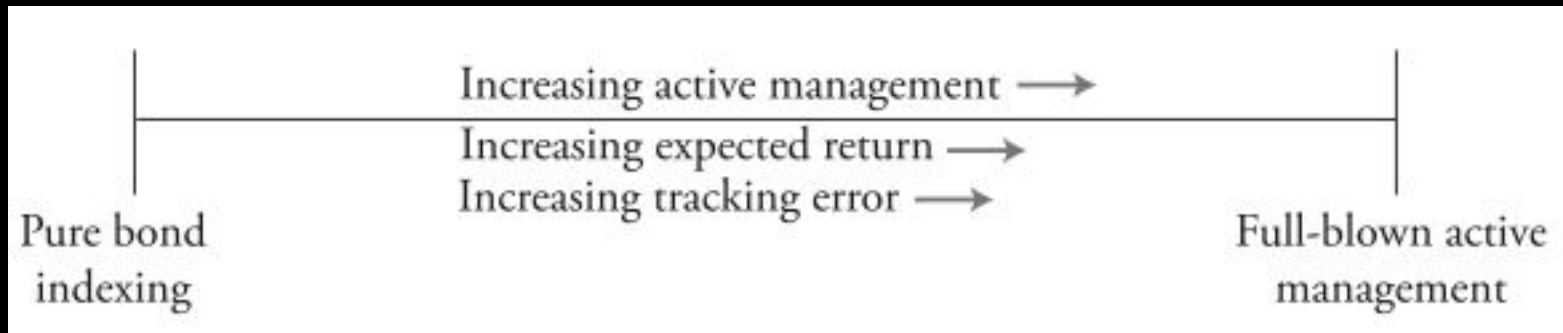 Increasing active management
Increasing expected return
Increasing tracking error
Pure bond
indexing
Full-blown active
management